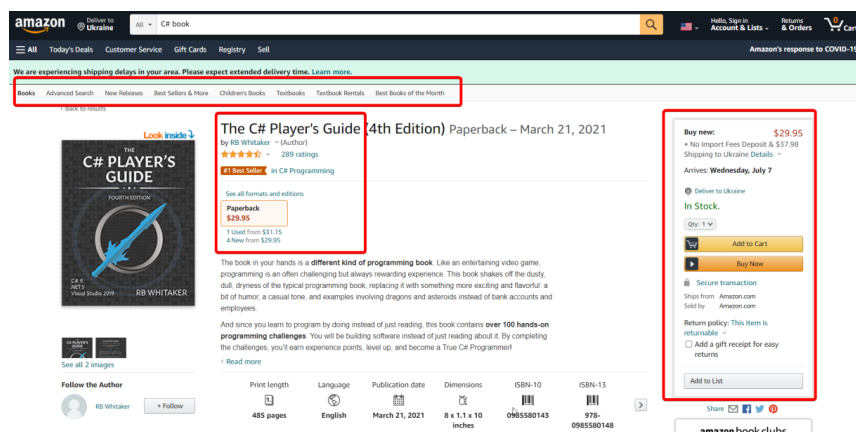 amazon
Deliver to
Ukraine
All
C# book
Hello, Sign in
Account & Lists
Returns
& Orders
0
Cart
All
Today's Deals
Customer Service
Gift Cards
Registry
Sell
Amazon's response to COVID-19
We are experiencing shipping delays in your area. Please expect extended delivery time. Learn more.
Books
Advanced Search
New Releases
Best Sellers & More
Children's Books
Textbooks
Textbook Rentals
Best Books of the Month
‹ Back to results
Look inside
THE
C# PLAYER'S
GUIDE
FOURTH EDITION
C# 9
.NET 5
Visual Studio 2019
RB WHITAKER
See all 2 images
Follow the Author
RB Whitaker
+ Follow
The C# Player's Guide (4th Edition) Paperback – March 21, 2021
by RB Whitaker (Author)
289 ratings
#1 Best Seller in C# Programming
See all formats and editions
Paperback
$29.95
1 Used from $31.15
4 New from $29.95
The book in your hands is a different kind of programming book. Like an entertaining video game,
programming is an often challenging but always rewarding experience. This book shakes off the dusty,
dull, dryness of the typical programming book, replacing it with something more exciting and flavorful: a
bit of humor, a casual tone, and examples involving dragons and asteroids instead of bank accounts and
employees.
And since you learn to program by doing instead of just reading, this book contains over 100 hands-on
programming challenges. You will be building software instead of just reading about it. By completing
the challenges, you'll earn experience points, level up, and become a True C# Programmer!
‹ Read more
Print length
485 pages
Language
English
Publication date
March 21, 2021
Dimensions
8 x 1.1 x 10
inches
ISBN-10
0985580143
ISBN-13
978-
0985580148
Buy new:
$29.95
+ No Import Fees Deposit & $37.98
Shipping to Ukraine Details
Arrives: Wednesday, July 7
Deliver to Ukraine
In Stock.
Qty: 1
Add to Cart
Buy Now
Secure transaction
Ships from Amazon.com
Sold by Amazon.com
Return policy: This item is
returnable
Add a gift receipt for easy
returns
Add to List
Share
amazon book clubs